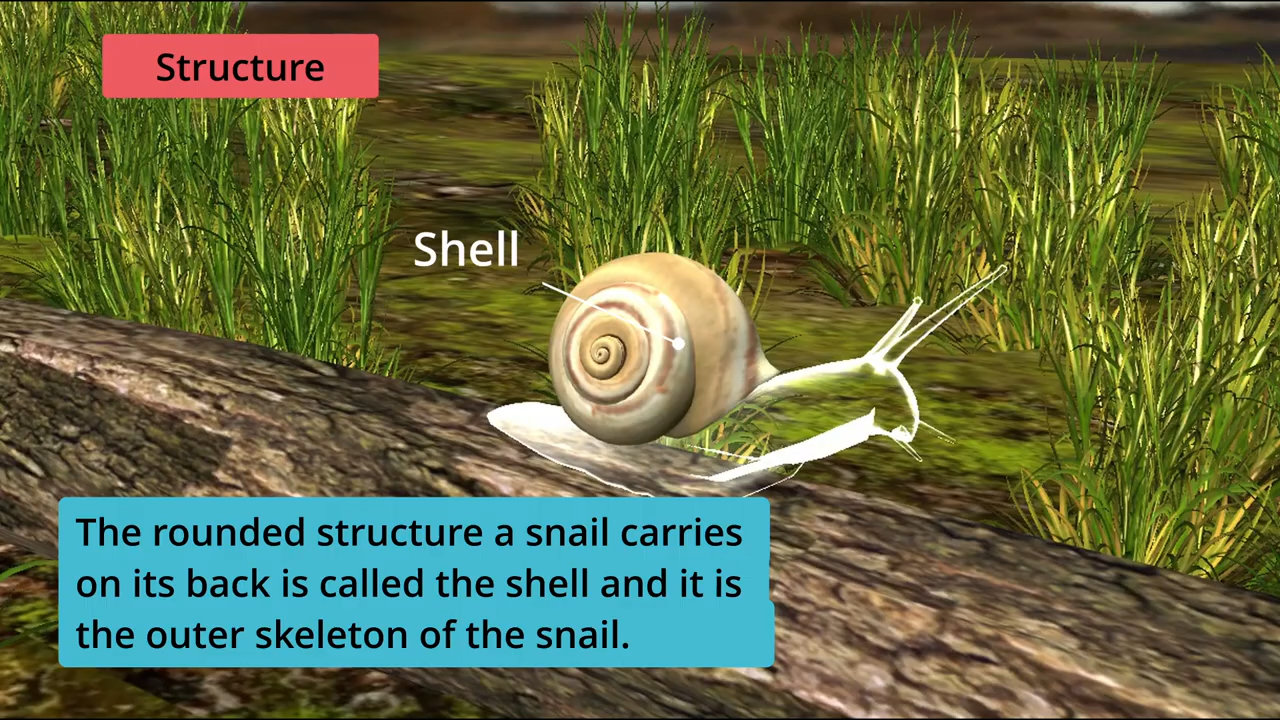 Structure
Shell
The rounded structure a snail carries
on its back is called the shell and it is
the outer skeleton of the snail.